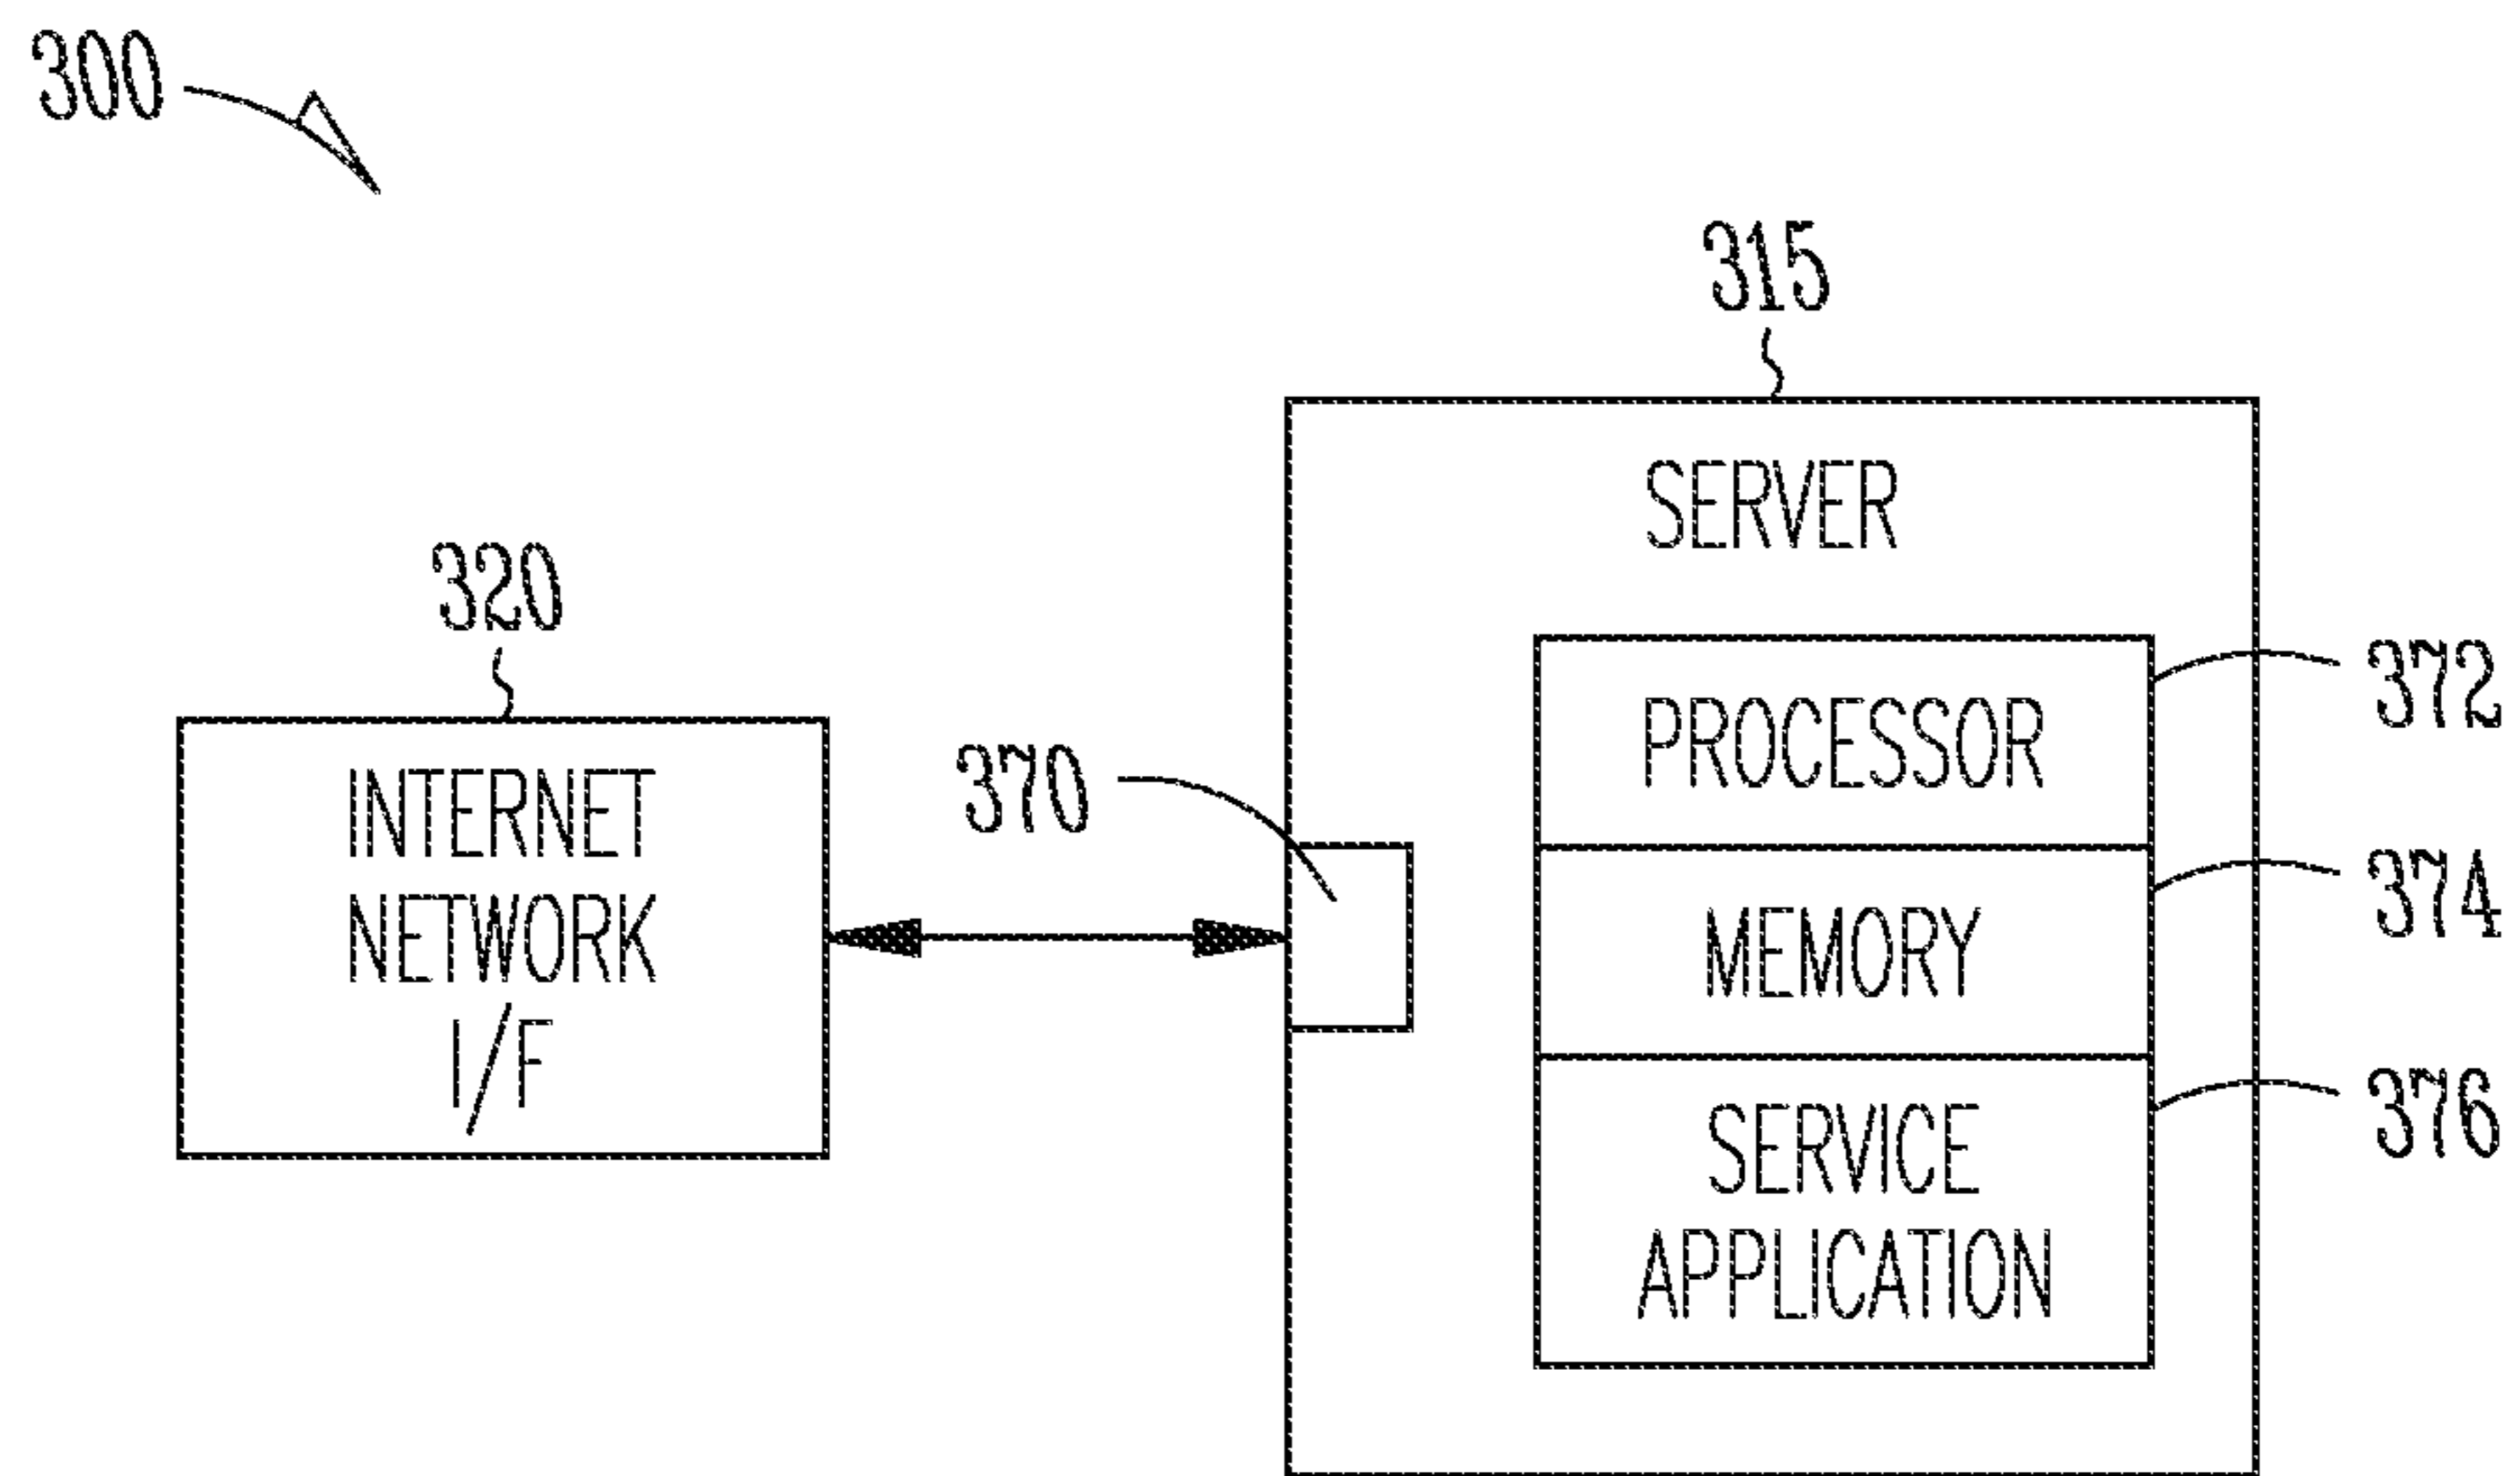 300
315
SERVER
320
372
PROCESSOR
370
INTERNET
NETWORK
I/F
374
MEMORY
376
SERVICE
APPLICATION